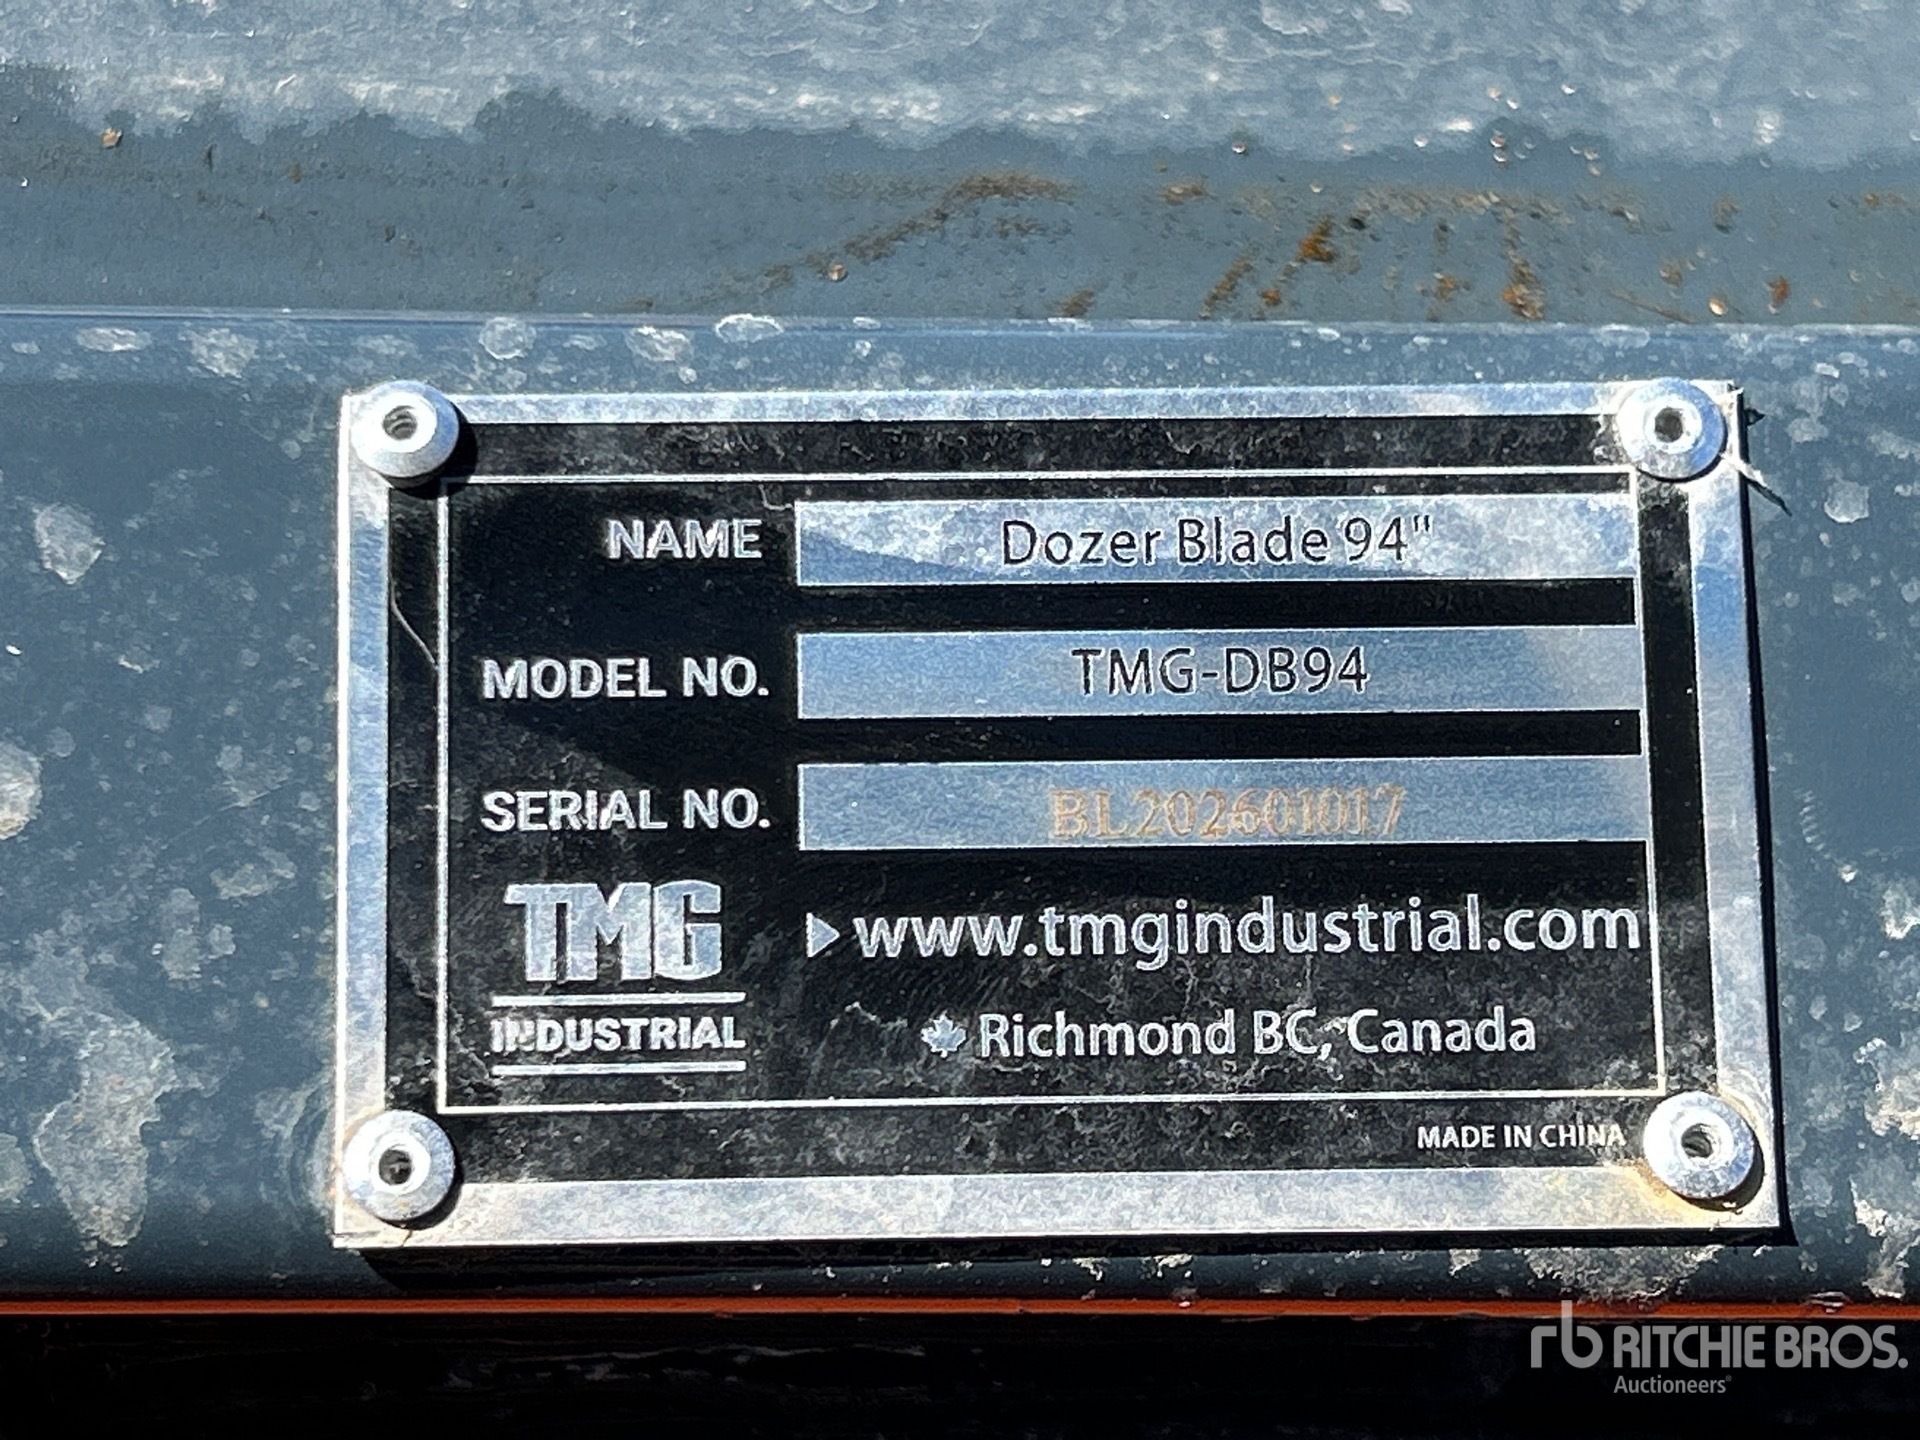 NAME Dozer Blade 94"
MODEL NO. TMG-DB94
SERIAL NO. BL202601017
TMG
INDUSTRIAL
www.tmgindustrial.com
Richmond BC, Canada
MADE IN CHINA
rb RITCHIE BROS.
Auctioneers®